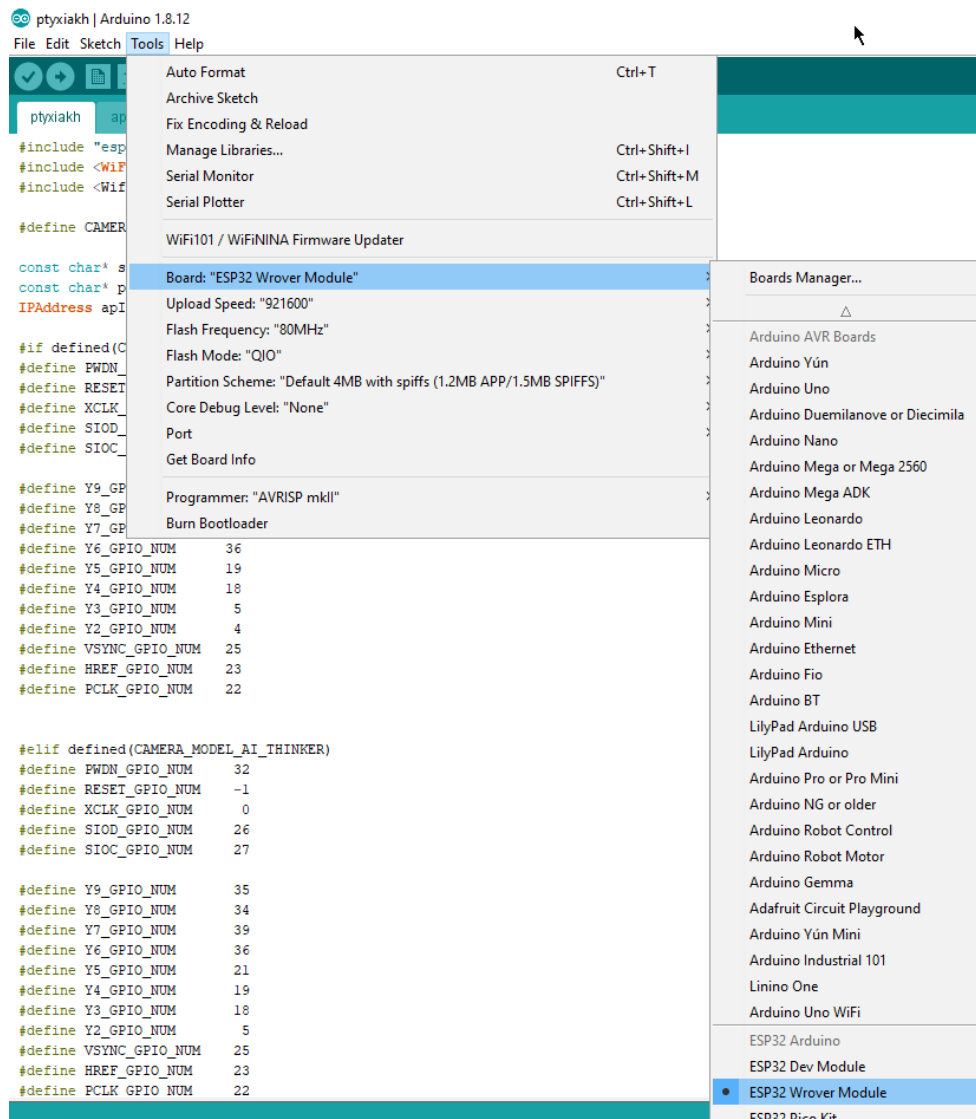 ptyxiakh | Arduino 1.8.12
File Edit Sketch Tools Help
Auto Format Ctrl+T
Archive Sketch
Fix Encoding & Reload
Manage Libraries... Ctrl+Shift+I
Serial Monitor Ctrl+Shift+M
Serial Plotter Ctrl+Shift+L
WiFi101 / WiFiNINA Firmware Updater
Board: "ESP32 Wrover Module"
Upload Speed: "921600"
Flash Frequency: "80MHz"
Flash Mode: "QIO"
Partition Scheme: "Default 4MB with spiffs (1.2MB APP/1.5MB SPIFFS)"
Core Debug Level: "None"
Port
Get Board Info
Programmer: "AVRISP mkII"
Burn Bootloader
Boards Manager...
Arduino AVR Boards
Arduino Yún
Arduino Uno
Arduino Duemilanove or Diecimila
Arduino Nano
Arduino Mega or Mega 2560
Arduino Mega ADK
Arduino Leonardo
Arduino Leonardo ETH
Arduino Micro
Arduino Esplora
Arduino Mini
Arduino Ethernet
Arduino Fio
Arduino BT
LilyPad Arduino USB
LilyPad Arduino
Arduino Pro or Pro Mini
Arduino NG or older
Arduino Robot Control
Arduino Robot Motor
Arduino Gemma
Adafruit Circuit Playground
Arduino Yún Mini
Arduino Industrial 101
Linino One
Arduino Uno WiFi
ESP32 Arduino
ESP32 Dev Module
ESP32 Wrover Module
ESP32 Pico Kit
ptyxiakh ap
#include "esp
#include <WiF
#include <Wif
#define CAMER
const char* s
const char* p
IPAddress apI
#if defined(C
#define PWDN_
#define RESET
#define XCLK_
#define SIOD_
#define SIOC_
#define Y9_GP
#define Y8_GP
#define Y7_GP
#define Y6_GPIO_NUM 36
#define Y5_GPIO_NUM 19
#define Y4_GPIO_NUM 18
#define Y3_GPIO_NUM 5
#define Y2_GPIO_NUM 4
#define VSYNC_GPIO_NUM 25
#define HREF_GPIO_NUM 23
#define PCLK_GPIO_NUM 22
#elif defined(CAMERA_MODEL_AI_THINKER)
#define PWDN_GPIO_NUM 32
#define RESET_GPIO_NUM -1
#define XCLK_GPIO_NUM 0
#define SIOD_GPIO_NUM 26
#define SIOC_GPIO_NUM 27
#define Y9_GPIO_NUM 35
#define Y8_GPIO_NUM 34
#define Y7_GPIO_NUM 39
#define Y6_GPIO_NUM 36
#define Y5_GPIO_NUM 21
#define Y4_GPIO_NUM 19
#define Y3_GPIO_NUM 18
#define Y2_GPIO_NUM 5
#define VSYNC_GPIO_NUM 25
#define HREF_GPIO_NUM 23
#define PCLK_GPIO_NUM 22